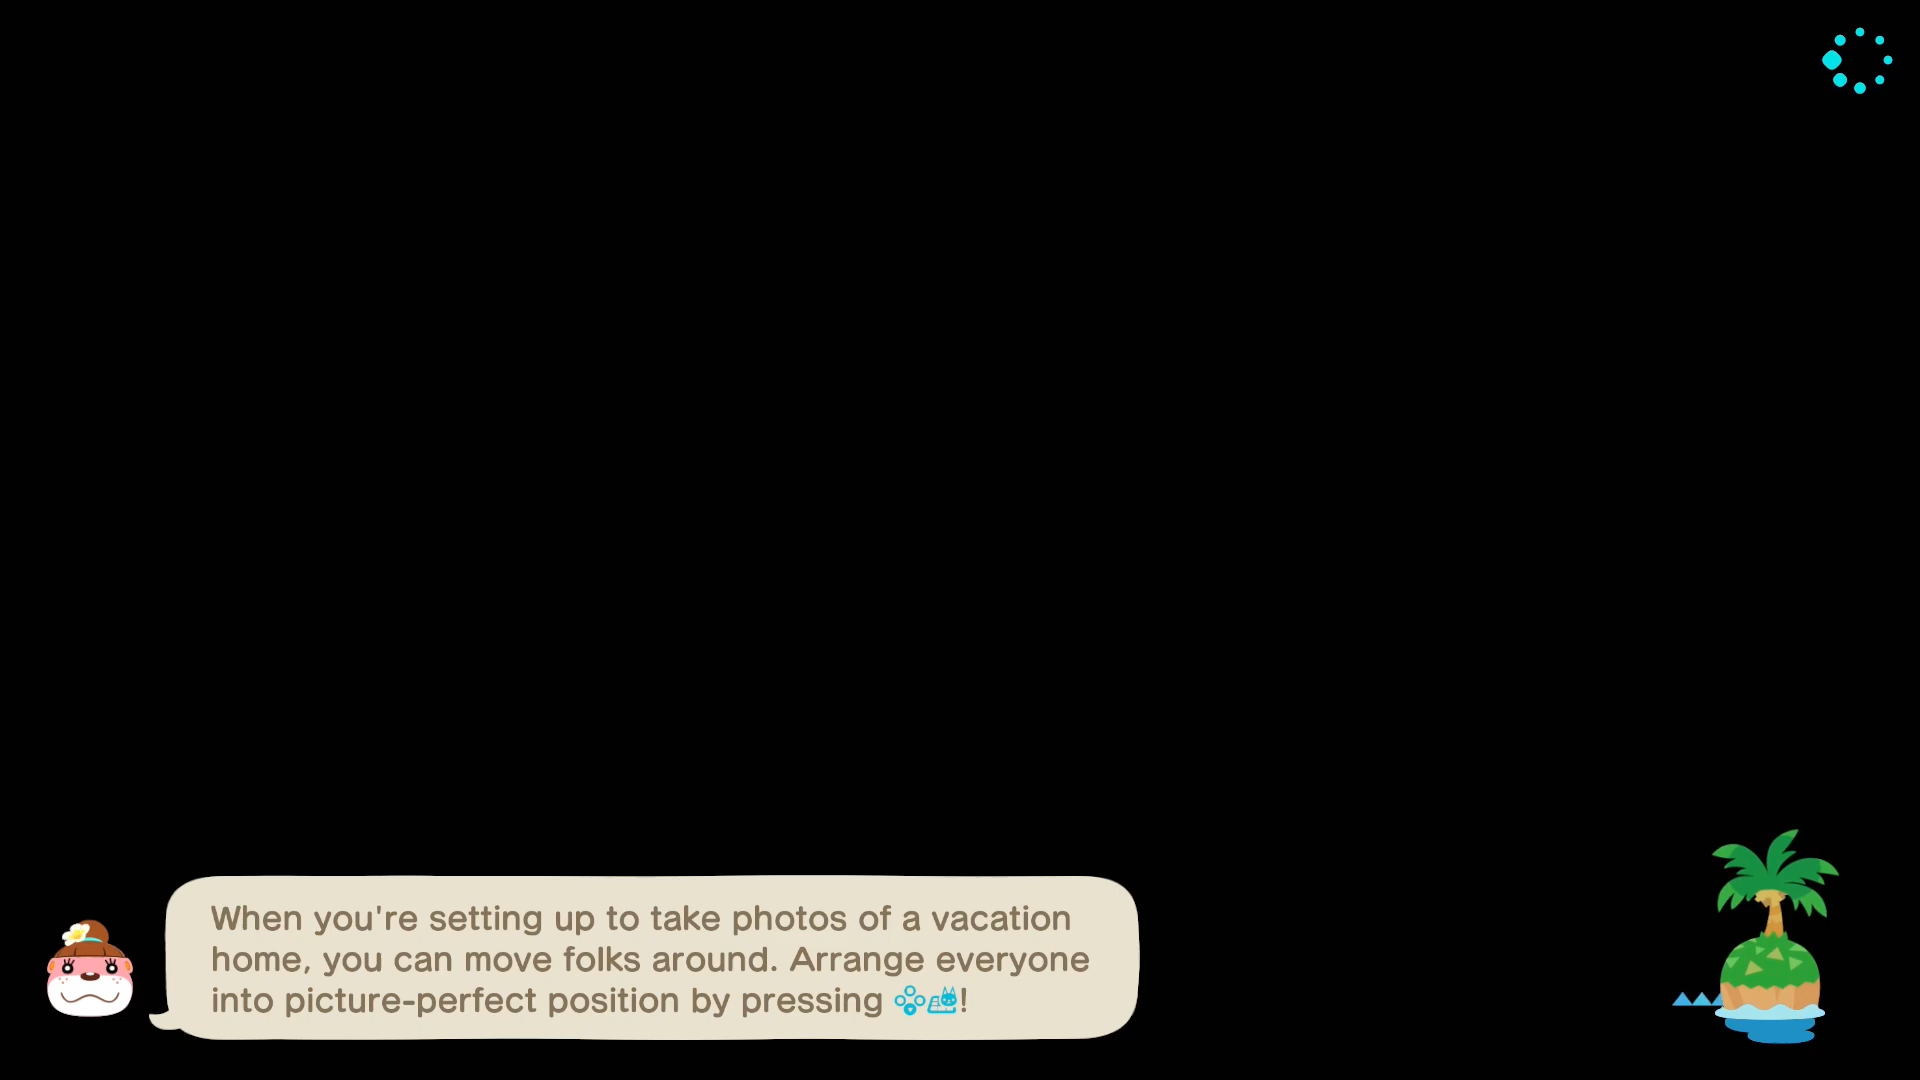 When you're setting up to take photos of a vacation
home, you can move folks around. Arrange everyone
into picture-perfect position by pressing !